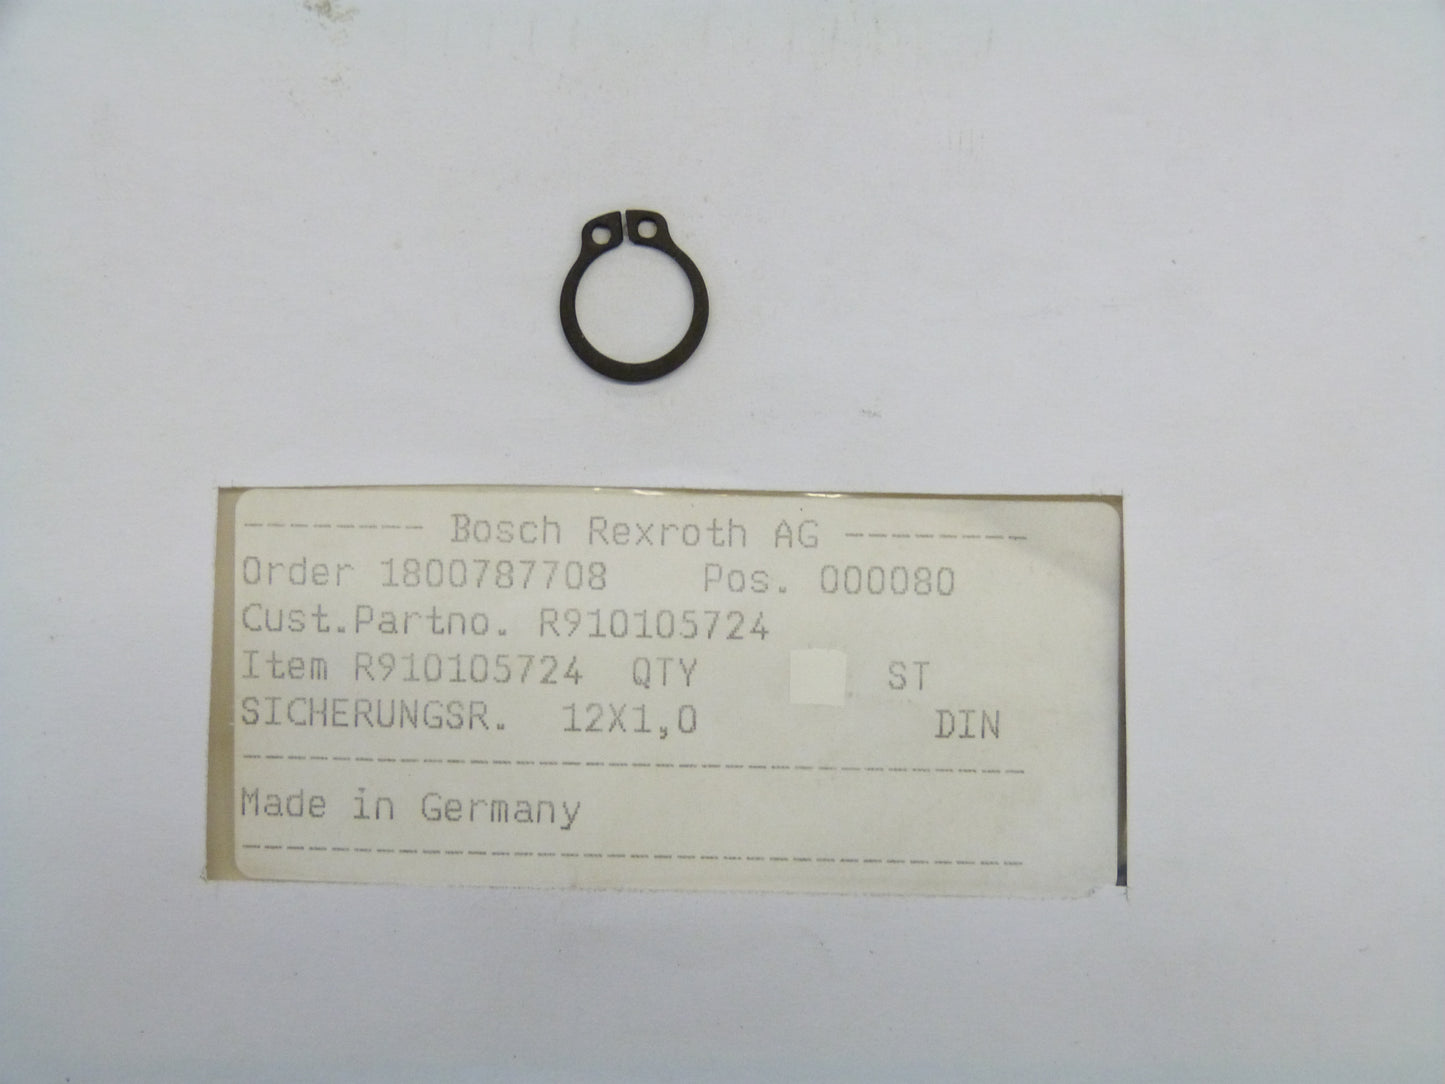 -------- Bosch Rexroth AG --------
Order 1800787708 Pos. 000080
Cust.Partno. R910105724
Item R910105724 QTY ST
SICHERUNGSR. 12X1,0 DIN
Made in Germany